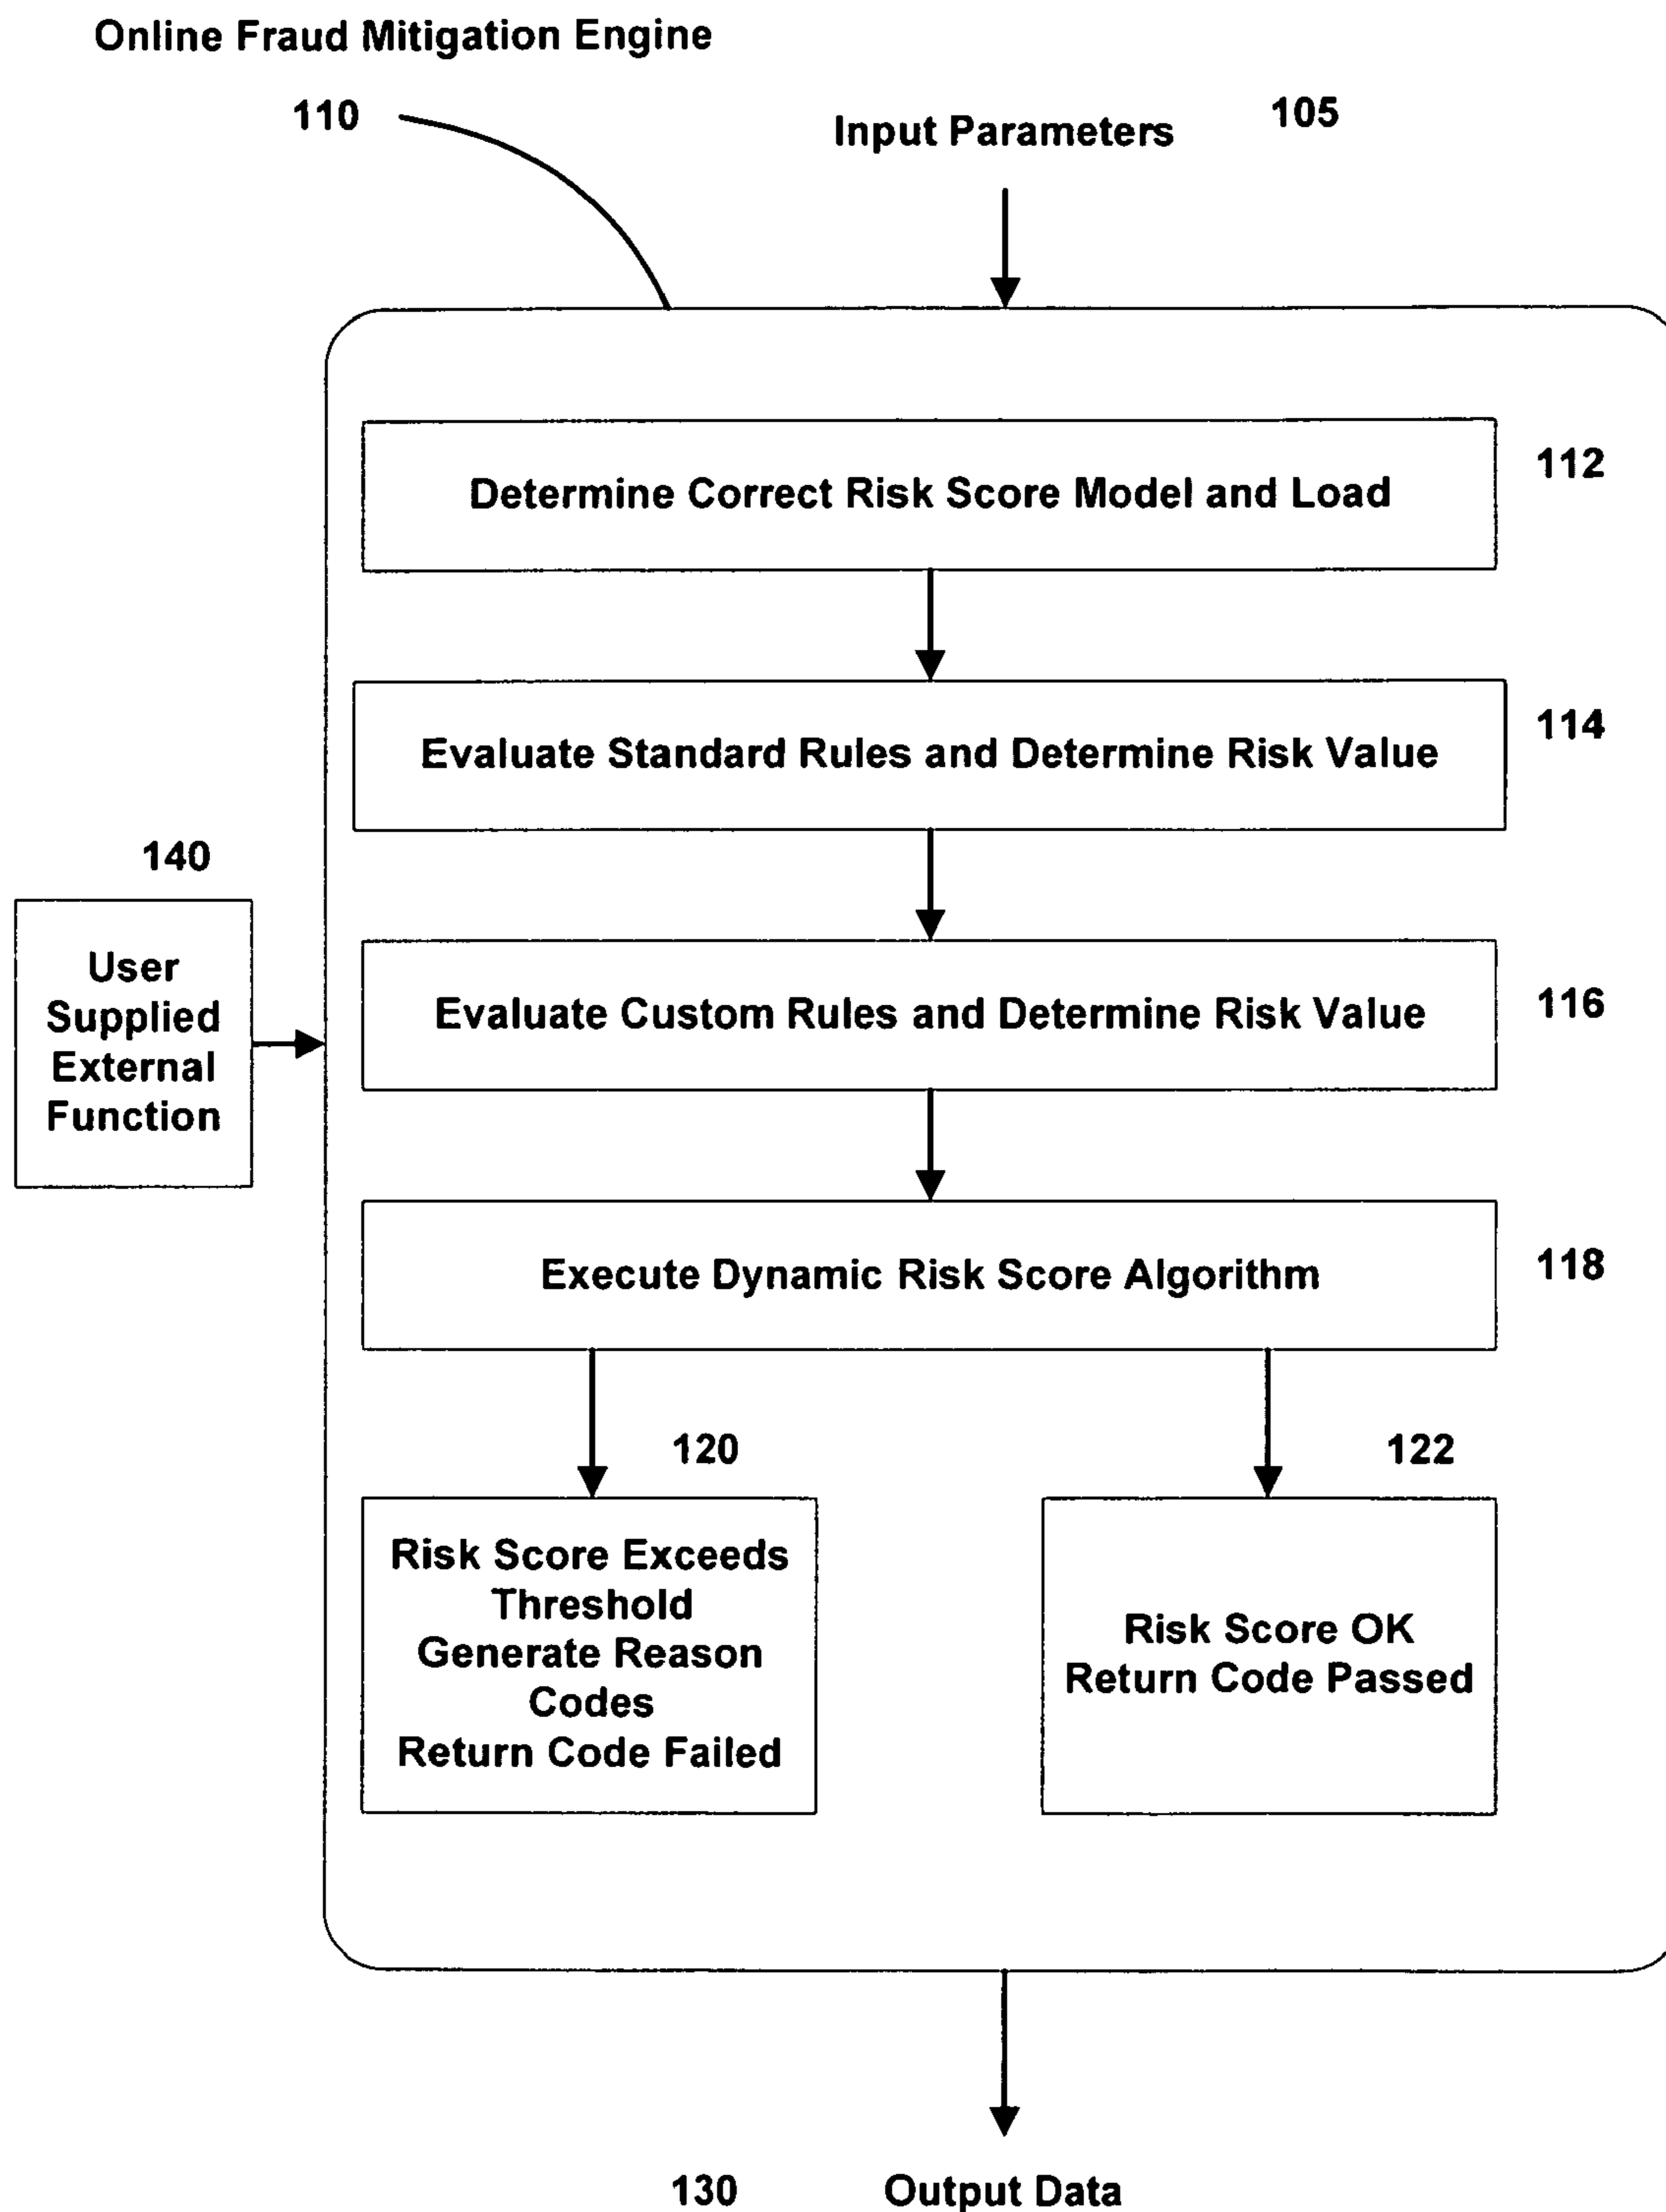 Online Fraud Mitigation Engine
110
Input Parameters
105
Determine Correct Risk Score Model and Load
112
Evaluate Standard Rules and Determine Risk Value
114
140
User
Supplied
External
Function
Evaluate Custom Rules and Determine Risk Value
116
Execute Dynamic Risk Score Algorithm
118
120
Risk Score Exceeds
Threshold
Generate Reason
Codes
Return Code Failed
122
Risk Score OK
Return Code Passed
130
Output Data